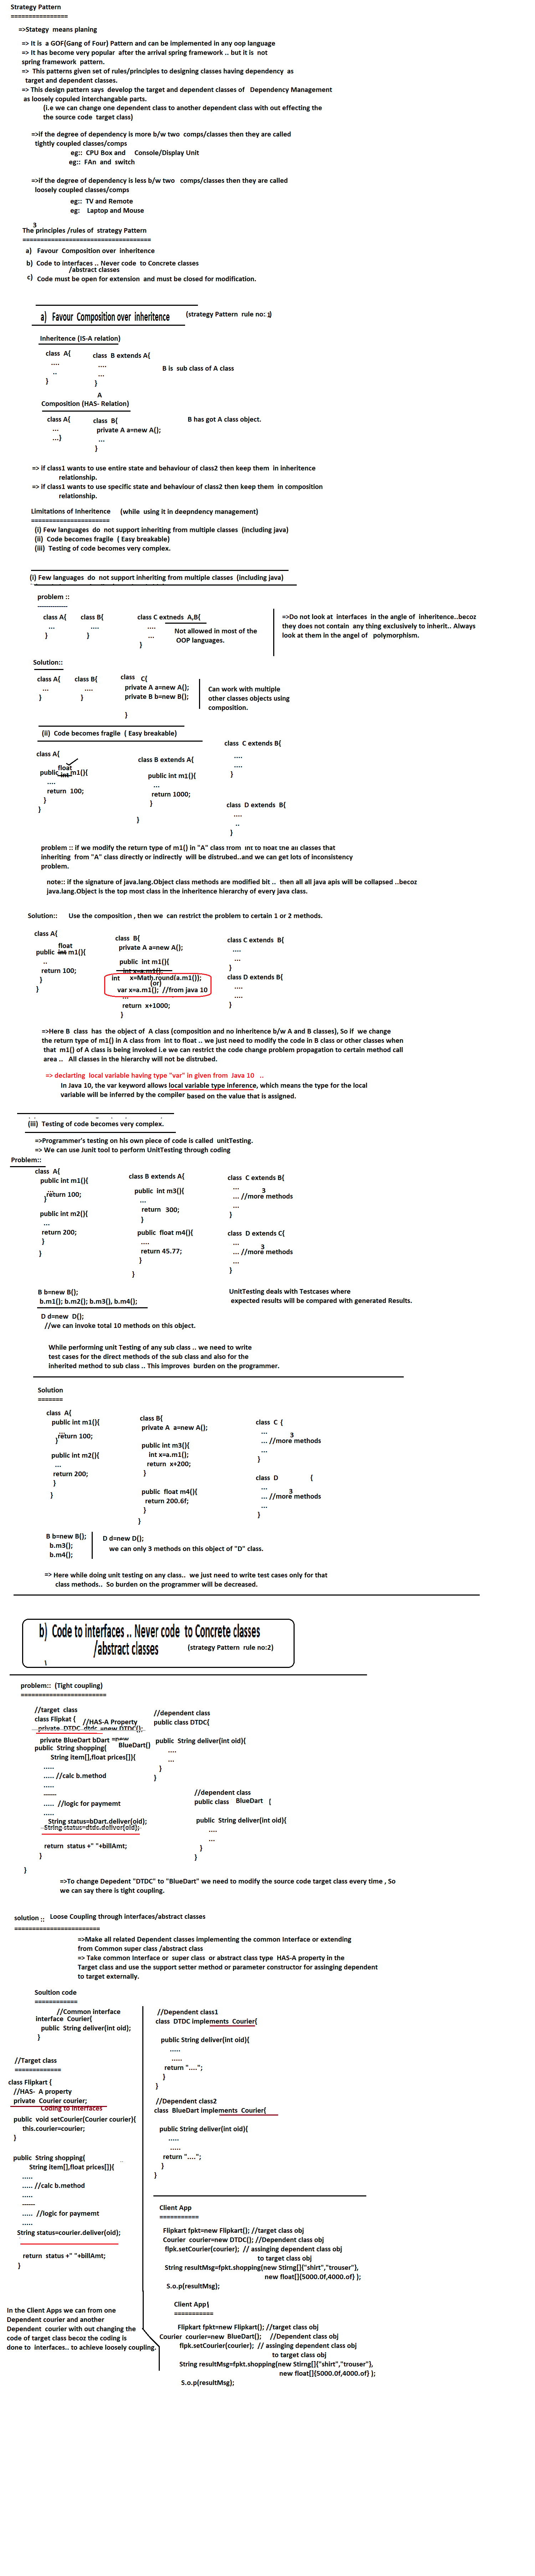 Strategy Pattern
================
=>Stategy means planing
=> It is a GOF(Gang of Four) Pattern and can be implemented in any oop language
=> It has become very popular after the arrival spring framework .. but it is not
spring framework pattern.
=> This patterns given set of rules/principles to designing classes having dependency as
target and dependent classes.
=> This design pattern says develop the target and dependent classes of Dependency Management
as loosely copuled interchangable parts.
(i.e we can change one dependent class to another dependent class with out effecting the
the source code target class)
=>if the degree of dependency is more b/w two comps/classes then they are called
tightly coupled classes/comps
eg:: CPU Box and Console/Display Unit
eg:: FAn and switch
=>if the degree of dependency is less b/w two comps/classes then they are called
loosely coupled classes/comps
eg:: TV and Remote
eg: Laptop and Mouse
3
The principles /rules of strategy Pattern
====================================
a) Favour Composition over inheritence
b) Code to interfaces .. Never code to Concrete classes
/abstract classes
c) Code must be open for extension and must be closed for modification.
a) Favour Composition over inheritence (strategy Pattern rule no: 1)
Inheritence (IS-A relation)
class A{
....
..
}
class B extends A{
....
...
}
B is sub class of A class
A
Composition (HAS- Relation)
class A{
...
...}
class B{
private A a=new A();
...
}
B has got A class object.
=> if class1 wants to use entire state and behaviour of class2 then keep them in inheritence
relationship.
=> if class1 wants to use specific state and behaviour of class2 then keep them in composition
relationship.
Limitations of Inheritence (while using it in deepndency management)
======================
(i) Few languages do not support inheriting from multiple classes (including java)
(ii) Code becomes fragile ( Easy breakable)
(iii) Testing of code becomes very complex.
(i) Few languages do not support inheriting from multiple classes (including java)
problem ::
--------------
class A{
...
}
class B{
....
}
class C extneds A,B{
....
...
}
Not allowed in most of the
OOP languages.
=>Do not look at interfaces in the angle of inheritence..becoz
they does not contain any thing exclusively to inherit.. Always
look at them in the angel of polymorphism.
Solution::
class A{
...
}
class B{
....
}
class C{
private A a=new A();
private B b=new B();
}
Can work with multiple
other classes objects using
composition.
(ii) Code becomes fragile ( Easy breakable)
class A{
float
public int m1(){
....
return 100;
}
}
class B extends A{
public int m1(){
...
return 1000;
}
}
class C extends B{
....
....
}
class D extends B{
....
..
}
problem :: if we modify the return type of m1() in "A" class from int to float the all classes that
inheriting from "A" class directly or indirectly will be distrubed..and we can get lots of inconsistency
problem.
note:: if the signature of java.lang.Object class methods are modified bit .. then all all java apis will be collapsed ..becoz
java.lang.Object is the top most class in the inheritence hierarchy of every java class.
Solution:: Use the composition , then we can restrict the problem to certain 1 or 2 methods.
class A{
float
public int m1(){
..
return 100;
}
}
class B{
private A a=new A();
public int m1(){
int x=a.m1();
int x=Math.round(a.m1());
(or)
var x=a.m1(); //from java 10
...
return x+1000;
}
class C extends B{
....
...
}
class D extends B{
....
....
}
=>Here B class has the object of A class (composition and no inheritence b/w A and B classes), So if we change
the return type of m1() in A class from int to float .. we just need to modify the code in B class or other classes when
that m1() of A class is being invoked i.e we can restrict the code change problem propagation to certain method call
area .. All classes in the hierarchy will not be distrubed.
=> declarting local variable having type "var" in given from Java 10 ..
In Java 10, the var keyword allows local variable type inference, which means the type for the local
variable will be inferred by the compiler based on the value that is assigned.
(iii) Testing of code becomes very complex.
=>Programmer's testing on his own piece of code is called unitTesting.
=> We can use Junit tool to perform UnitTesting through coding
Problem::
class A{
public int m1(){
...
return 100;
}
public int m2(){
...
return 200;
}
}
class B extends A{
public int m3(){
...
return 300;
}
public float m4(){
....
return 45.77;
}
}
class C extends B{
...
3
... //more methods
...
}
class D extends C{
...
3
... //more methods
...
}
B b=new B();
b.m1(); b.m2(); b.m3(), b.m4();
D d=new D();
//we can invoke total 10 methods on this object.
UnitTesting deals with Testcases where
expected results will be compared with generated Results.
While performing unit Testing of any sub class .. we need to write
test cases for the direct methods of the sub class and also for the
inherited method to sub class .. This improves burden on the programmer.
Solution
=======
class A{
public int m1(){
...
return 100;
}
public int m2(){
...
return 200;
}
}
class B{
private A a=new A();
public int m3(){
int x=a.m1();
return x+200;
}
public float m4(){
return 200.6f;
}
}
class C {
...
3
... //more methods
...
}
class D {
...
3
... //more methods
...
}
B b=new B();
b.m3();
b.m4();
D d=new D();
we can only 3 methods on this object of "D" class.
=> Here while doing unit testing on any class.. we just need to write test cases only for that
class methods.. So burden on the programmer will be decreased.
b) Code to interfaces .. Never code to Concrete classes
/abstract classes (strategy Pattern rule no:2)
problem:: (Tight coupling)
========================
//target class
class Flipkat {
//HAS-A Property
private DTDC dtdc =new DTDC();
private BlueDart bDart =new BlueDart()
public String shopping(
String item[],float prices[]){
.....
..... //calc b.method
.....
------
..... //logic for paymemt
.....
String status=bDart.deliver(oid);
String status=dtdc.deliver(oid);
return status +" "+billAmt;
}
}
//dependent class
public class DTDC{
public String deliver(int oid){
....
...
}
}
//dependent class
public class BlueDart {
public String deliver(int oid){
....
...
}
}
=>To change Depedent "DTDC" to "BlueDart" we need to modify the source code target class every time , So
we can say there is tight coupling.
solution :: Loose Coupling through Interfaces/abstract classes
========================
=>Make all related Dependent classes implementing the common Interface or extending
from Common super class /abstract class
=> Take common Interface or super class or abstract class type HAS-A property in the
Target class and use the support setter method or parameter constructor for assinging dependent
to target externally.
Soultion code
============
//Common interface
interface Courier{
public String deliver(int oid);
}
//Target class
=============
class Flipkart {
//HAS- A property
private Courier courier;
Coding to interfaces
public void setCourier(Courier courier){
this.courier=courier;
}
public String shopping(
String item[],float prices[]){
.....
..... //calc b.method
.....
------
..... //logic for paymemt
.....
String status=courier.deliver(oid);
return status +" "+billAmt;
}
//Dependent class1
class DTDC implements Courier{
public String deliver(int oid){
.....
.....
return "....";
}
}
//Dependent class2
class BlueDart implements Courier{
public String deliver(int oid){
.....
.....
return "....";
}
}
Client App
===========
Flipkart fpkt=new Flipkart(); //target class obj
Courier courier=new DTDC(); //Dependent class obj
flpk.setCourier(courier); // assinging dependent class obj
to target class obj
String resultMsg=fpkt.shopping(new Stirng[]{"shirt","trouser"},
new float[]{5000.0f,4000.of} );
S.o.p(resultMsg);
Client App\
===========
Flipkart fpkt=new Flipkart(); //target class obj
Courier courier=new BlueDart(); //Dependent class obj
flpk.setCourier(courier); // assinging dependent class obj
to target class obj
String resultMsg=fpkt.shopping(new Stirng[]{"shirt","trouser"},
new float[]{5000.0f,4000.of} );
S.o.p(resultMsg);
In the Client Apps we can from one
Dependent courier and another
Dependent courier with out changing the
code of target class becoz the coding is
done to interfaces.. to achieve loosely coupling.